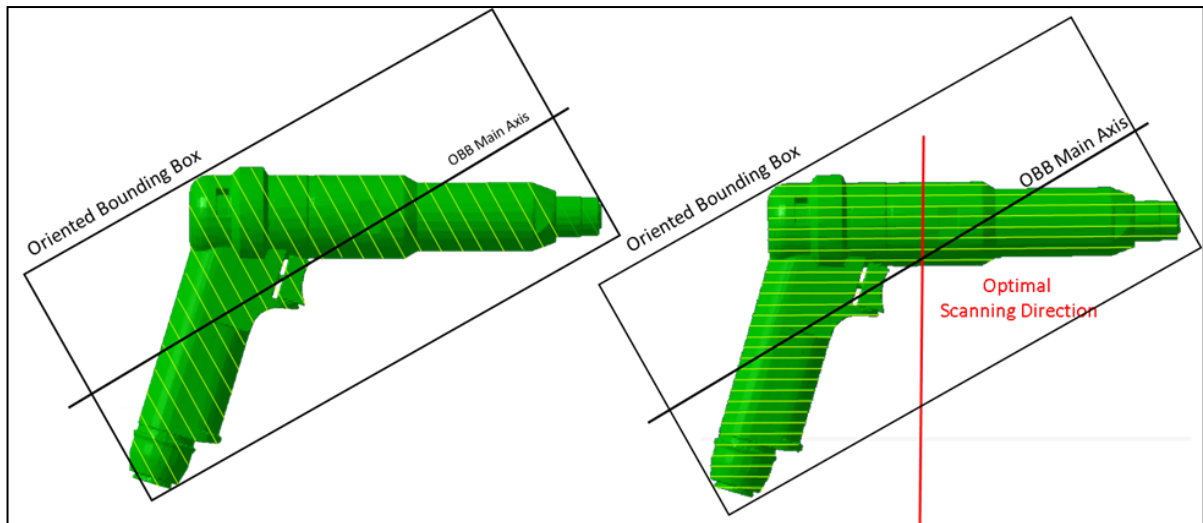 Oriented Bounding Box
OBB Main Axis
Oriented Bounding Box
OBB Main Axis
Optimal
Scanning Direction